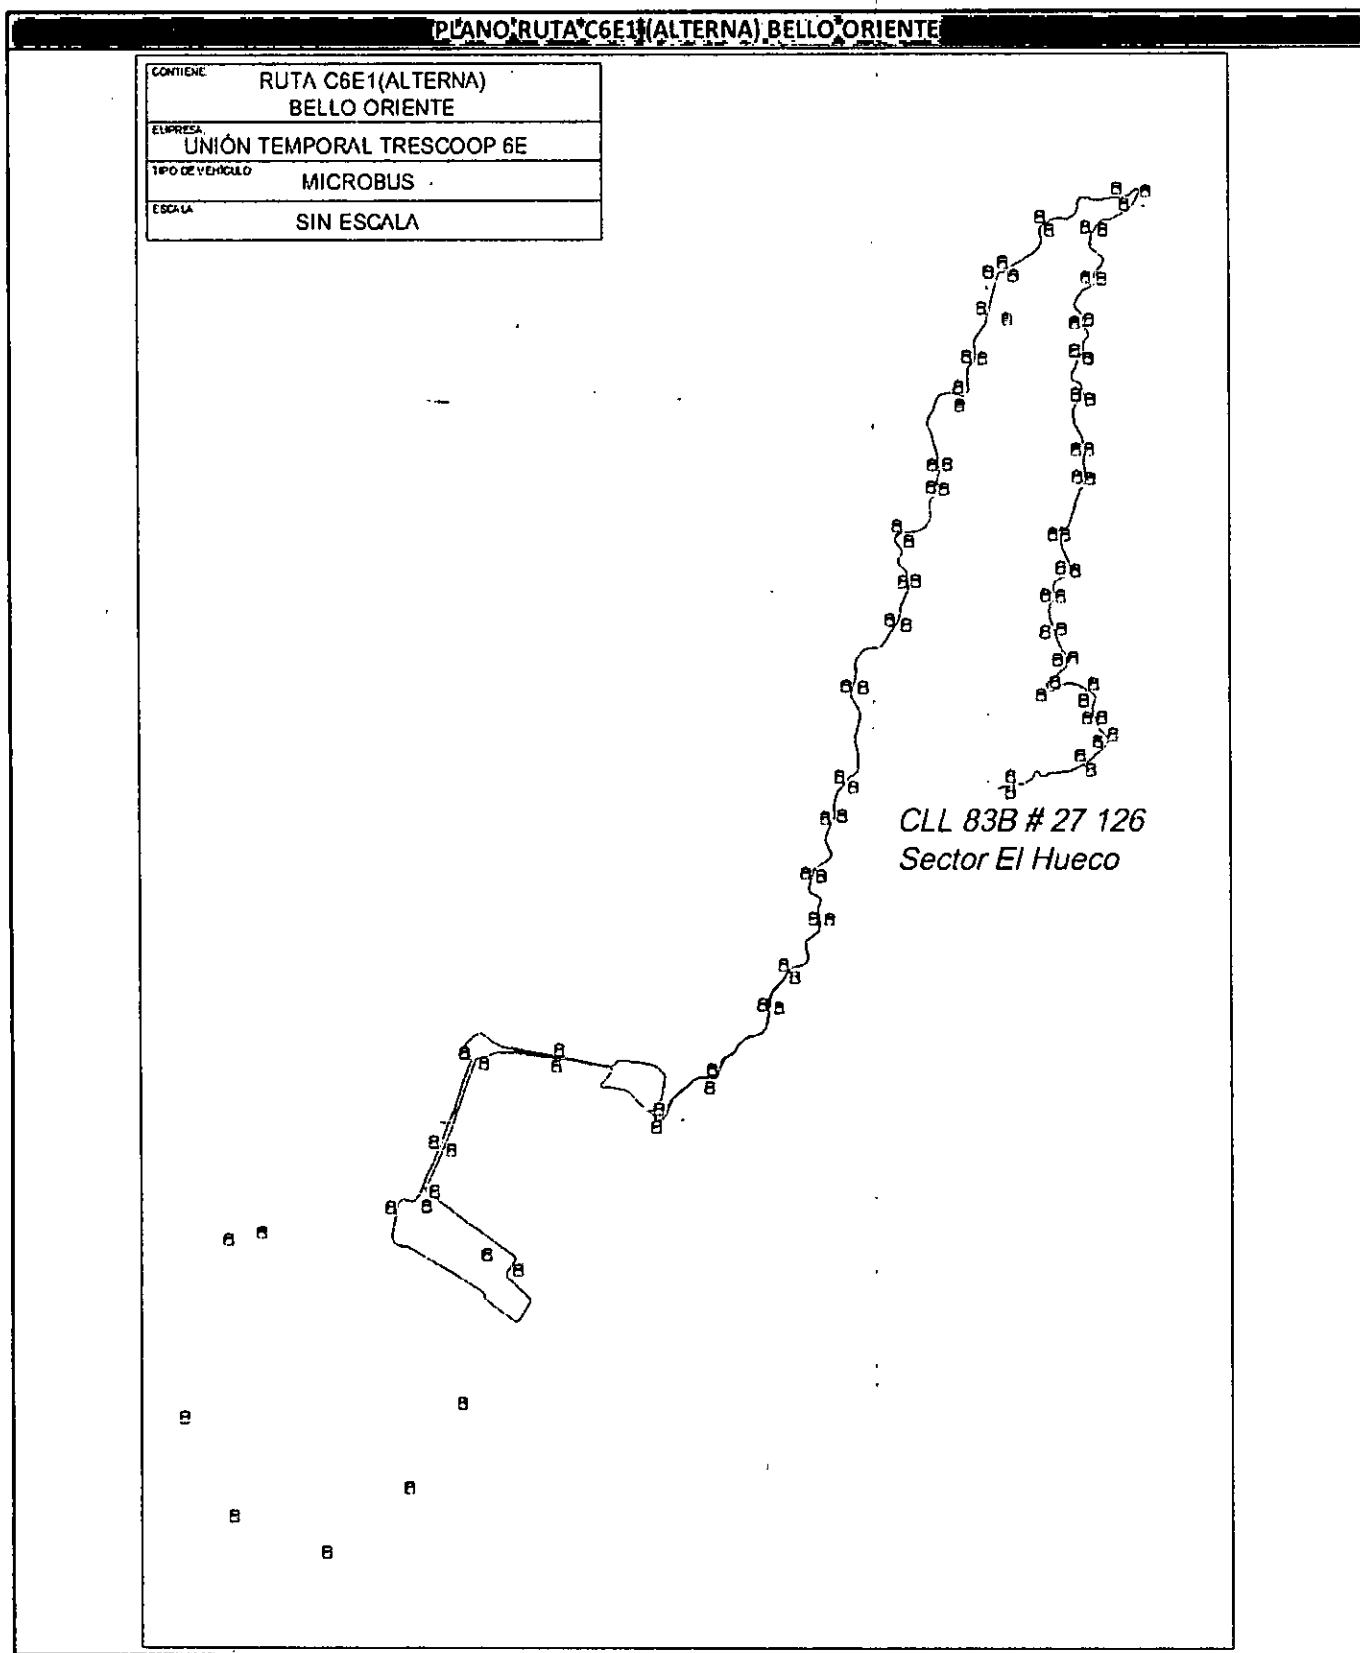 PLANO RUTA C6E1 (ALTERNA) BELLO ORIENTE
CONTIENE:
RUTA C6E1(ALTERNA)
BELLO ORIENTE
EMPRESA:
UNIÓN TEMPORAL TRESCOOP 6E
TIPO DE VEHÍCULO
MICROBUS
ESCALA
SIN ESCALA
CLL 83B # 27 126
Sector El Hueco